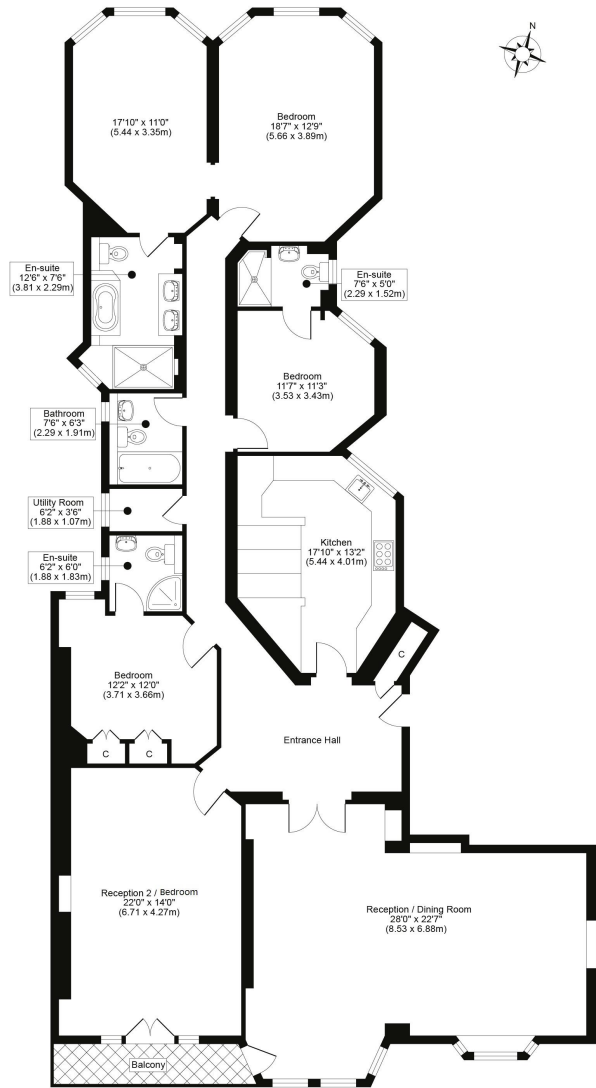 N
17'10" x 11'0"
(5.44 x 3.35m)
Bedroom
18'7" x 12'9"
(5.66 x 3.89m)
En-suite
12'6" x 7'6"
(3.81 x 2.29m)
En-suite
7'6" x 5'0"
(2.29 x 1.52m)
Bedroom
11'7" x 11'3"
(3.53 x 3.43m)
Bathroom
7'6" x 6'3"
(2.29 x 1.91m)
Utility Room
6'2" x 3'6"
(1.88 x 1.07m)
Kitchen
17'10" x 13'2"
(5.44 x 4.01m)
En-suite
6'2" x 6'0"
(1.88 x 1.83m)
C
Bedroom
12'2" x 12'0"
(3.71 x 3.66m)
Entrance Hall
C
C
Reception 2 / Bedroom
22'0" x 14'0"
(6.71 x 4.27m)
Reception / Dining Room
28'0" x 22'7"
(8.53 x 6.88m)
Balcony